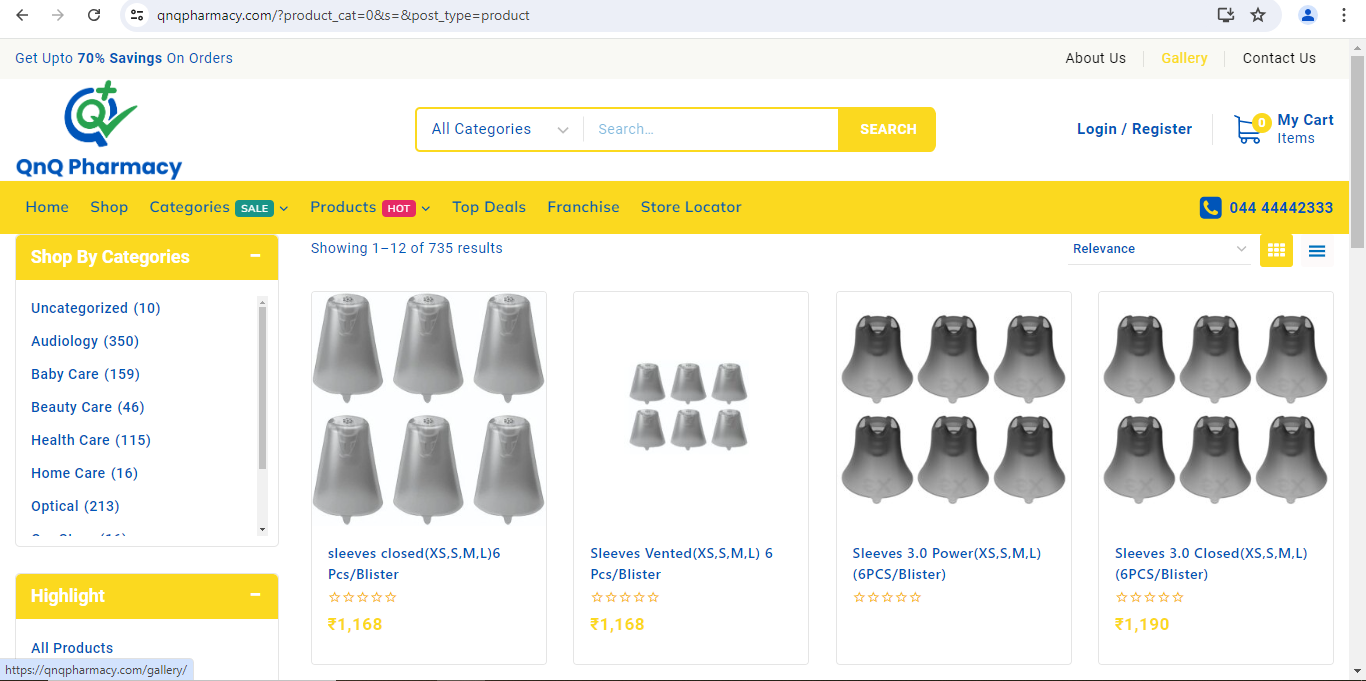 qnqpharmacy.com/?product_cat=0&s=&post_type=product
Get Upto 70% Savings On Orders
About Us
Gallery
Contact Us
QnQ Pharmacy
All Categories
Search...
SEARCH
Login / Register
0
My Cart
Items
Home
Shop
Categories SALE
Products HOT
Top Deals
Franchise
Store Locator
044 44442333
Shop By Categories
Uncategorized (10)
Audiology (350)
Baby Care (159)
Beauty Care (46)
Health Care (115)
Home Care (16)
Optical (213)
Highlight
All Products
Showing 1–12 of 735 results
Relevance
sleeves closed(XS,S,M,L)6
Pcs/Blister
₹1,168
Sleeves Vented(XS,S,M,L) 6
Pcs/Blister
₹1,168
Sleeves 3.0 Power(XS,S,M,L)
(6PCS/Blister)
Sleeves 3.0 Closed(XS,S,M,L)
(6PCS/Blister)
₹1,190
https://qnqpharmacy.com/gallery/